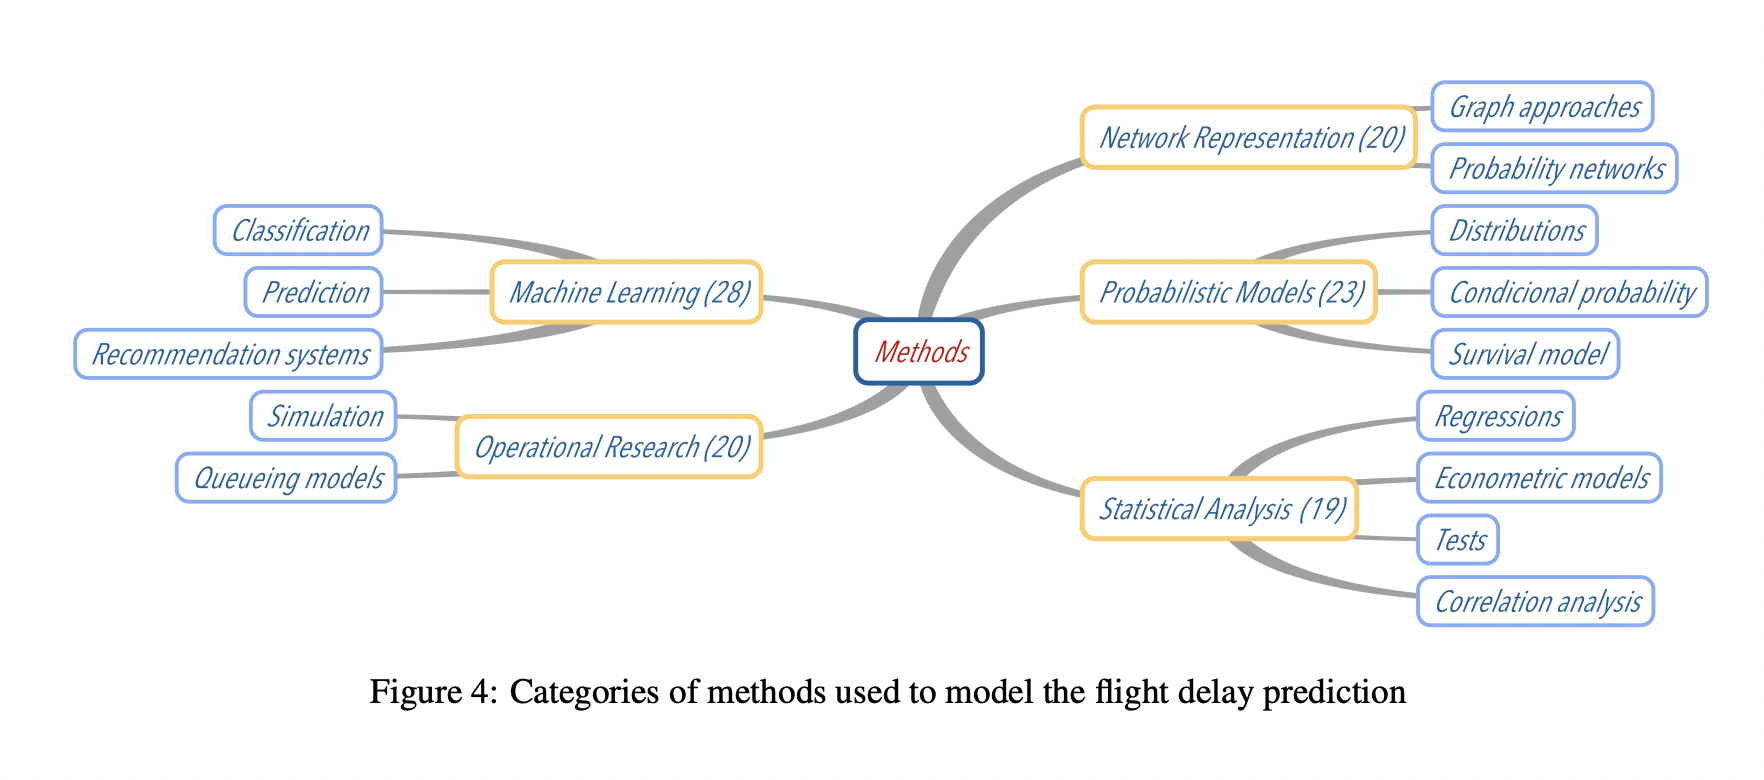 Graph approaches
Network Representation (20)
Probability networks
Classification
Distributions
Prediction
Machine Learning (28)
Probabilistic Models (23)
Condicional probability
Recommendation systems
Methods
Survival model
Simulation
Regressions
Operational Research (20)
Queueing models
Econometric models
Statistical Analysis (19)
Tests
Correlation analysis
Figure 4: Categories of methods used to model the flight delay prediction